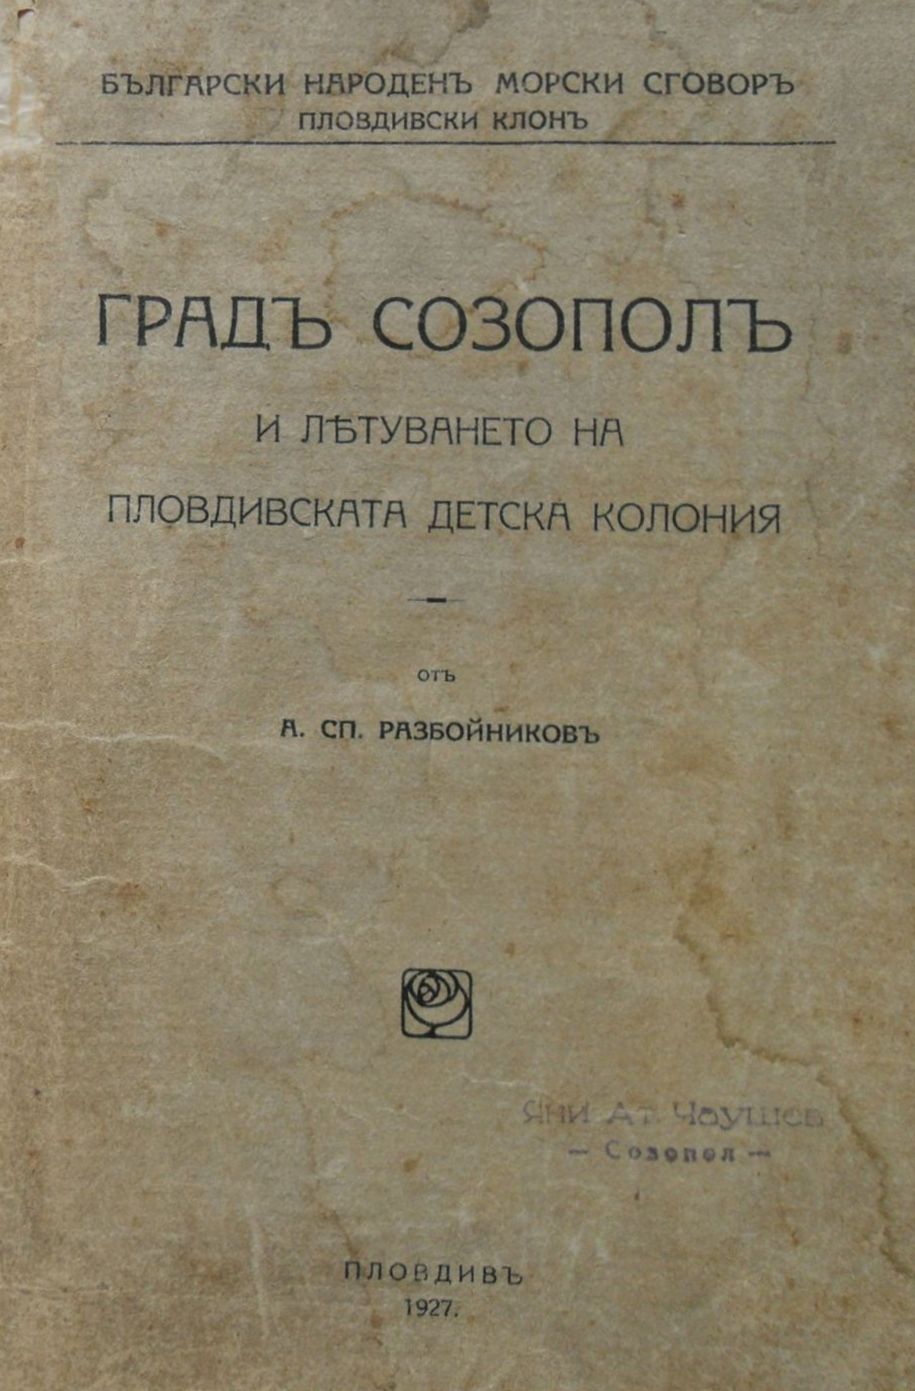 БЪЛГАРСКИ НАРОДЕНЪ МОРСКИ СГОВОРЪ
ПЛОВДИВСКИ КЛОНЪ
ГРАДЪ СОЗОПОЛЪ
И ЛѢТУВАНЕТО НА
ПЛОВДИВСКАТА ДЕТСКА КОЛОНИЯ
отъ
А. СП. РАЗБОЙНИКОВЪ
Яни Ат. Чаушев
— Созопол —
ПЛОВДИВЪ
1927.